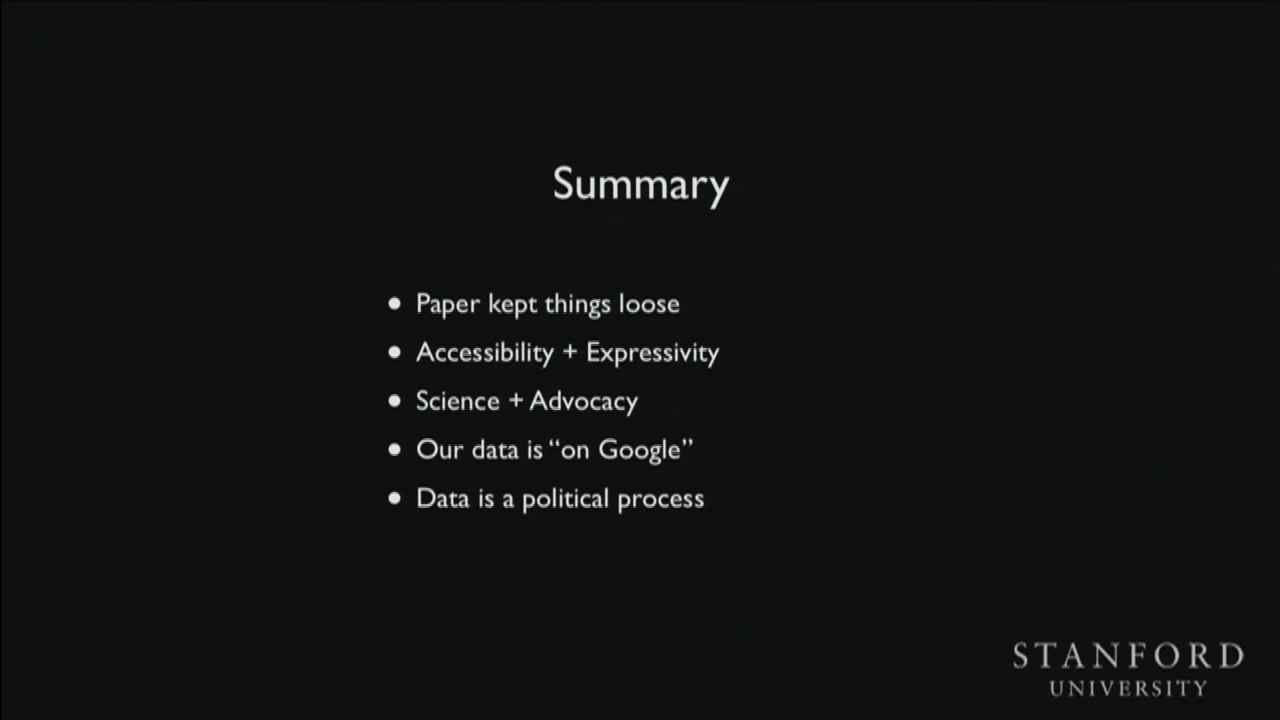 Summary
• Paper kept things loose
• Accessibility + Expressivity
• Science + Advocacy
• Our data is “on Google”
• Data is a political process
STANFORD
UNIVERSITY